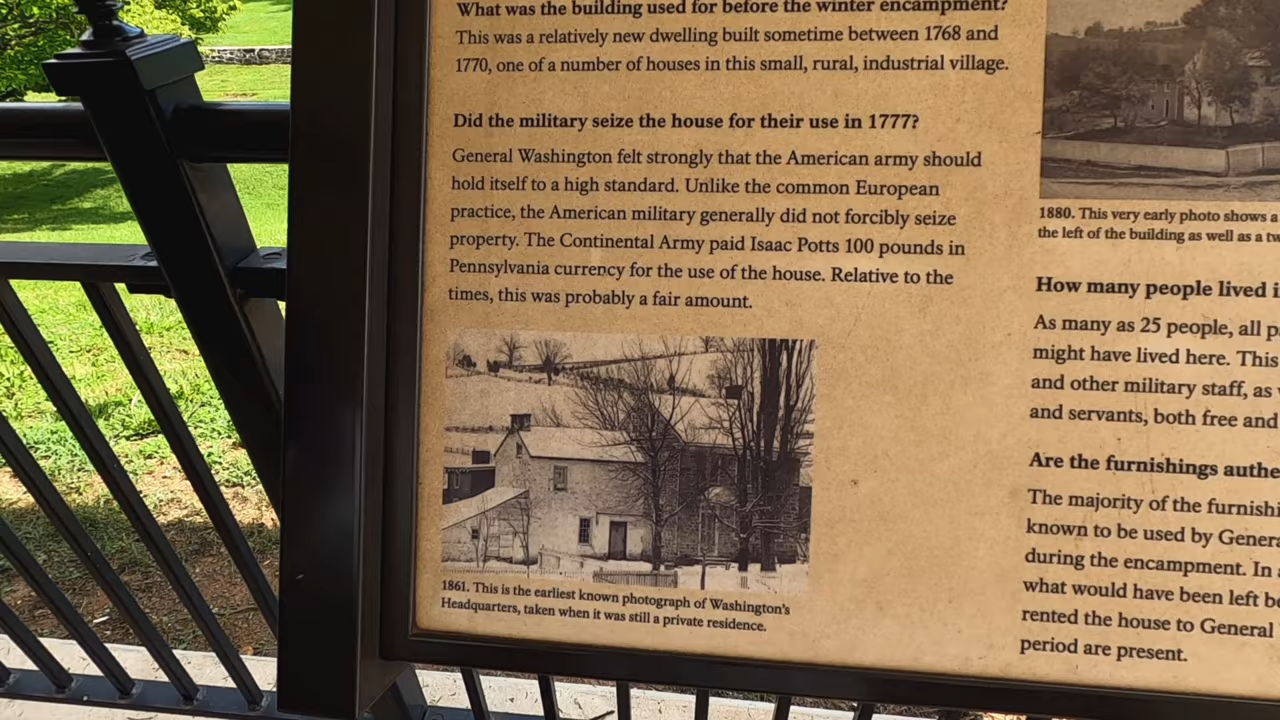 What was the building used for before the winter encampment?
This was a relatively new dwelling built sometime between 1768 and
1770, one of a number of houses in this small, rural, industrial village.
Did the military seize the house for their use in 1777?
General Washington felt strongly that the American army should
hold itself to a high standard. Unlike the common European
practice, the American military generally did not forcibly seize
property. The Continental Army paid Isaac Potts 100 pounds in
Pennsylvania currency for the use of the house. Relative to the
times, this was probably a fair amount.
1861. This is the earliest known photograph of Washington's
Headquarters, taken when it was still a private residence.
1880. This very early photo shows a
the left of the building as well as a
How many people lived
As many as 25 people, all
might have lived here. This
and other military staff, as
and servants, both free and
Are the furnishings
The majority of the
known to be used by
during the encampment. In
what would have been left
rented the house to General
period are present.